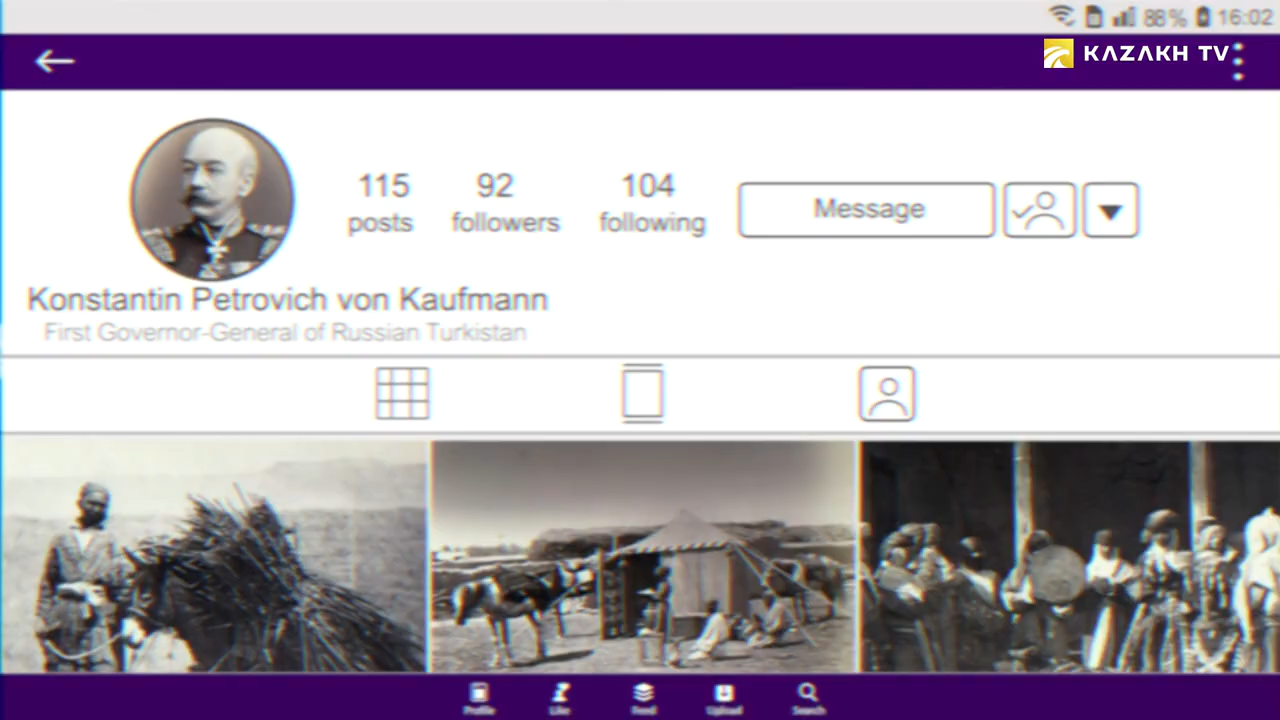 88% 16:02
KAZAKH TV
115 92 104
posts followers following
Message
Konstantin Petrovich von Kaufmann
First Governor-General of Russian Turkistan
Profile Like Feed Upload Search